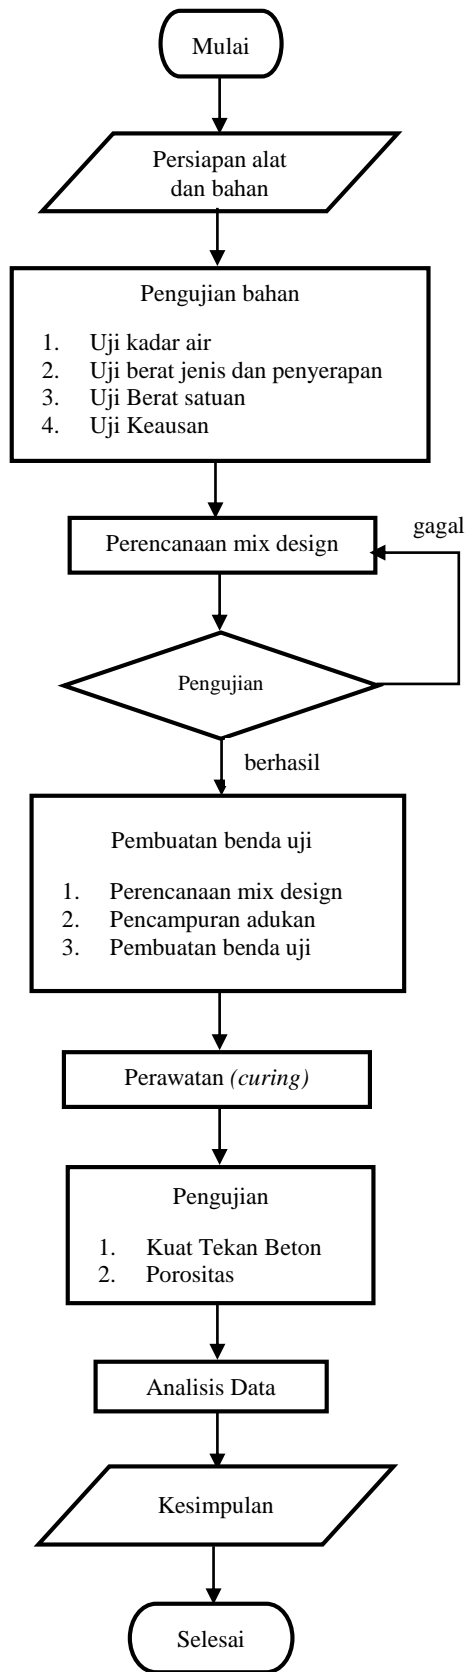 Mulai
Persiapan alat
dan bahan
Pengujian bahan
1. Uji kadar air
2. Uji berat jenis dan penyerapan
3. Uji Berat satuan
4. Uji Keausan
Perencanaan mix design
gagal
Pengujian
berhasil
Pembuatan benda uji
1. Perencanaan mix design
2. Pencampuran adukan
3. Pembuatan benda uji
Perawatan (curing)
Pengujian
1. Kuat Tekan Beton
2. Porositas
Analisis Data
Kesimpulan
Selesai